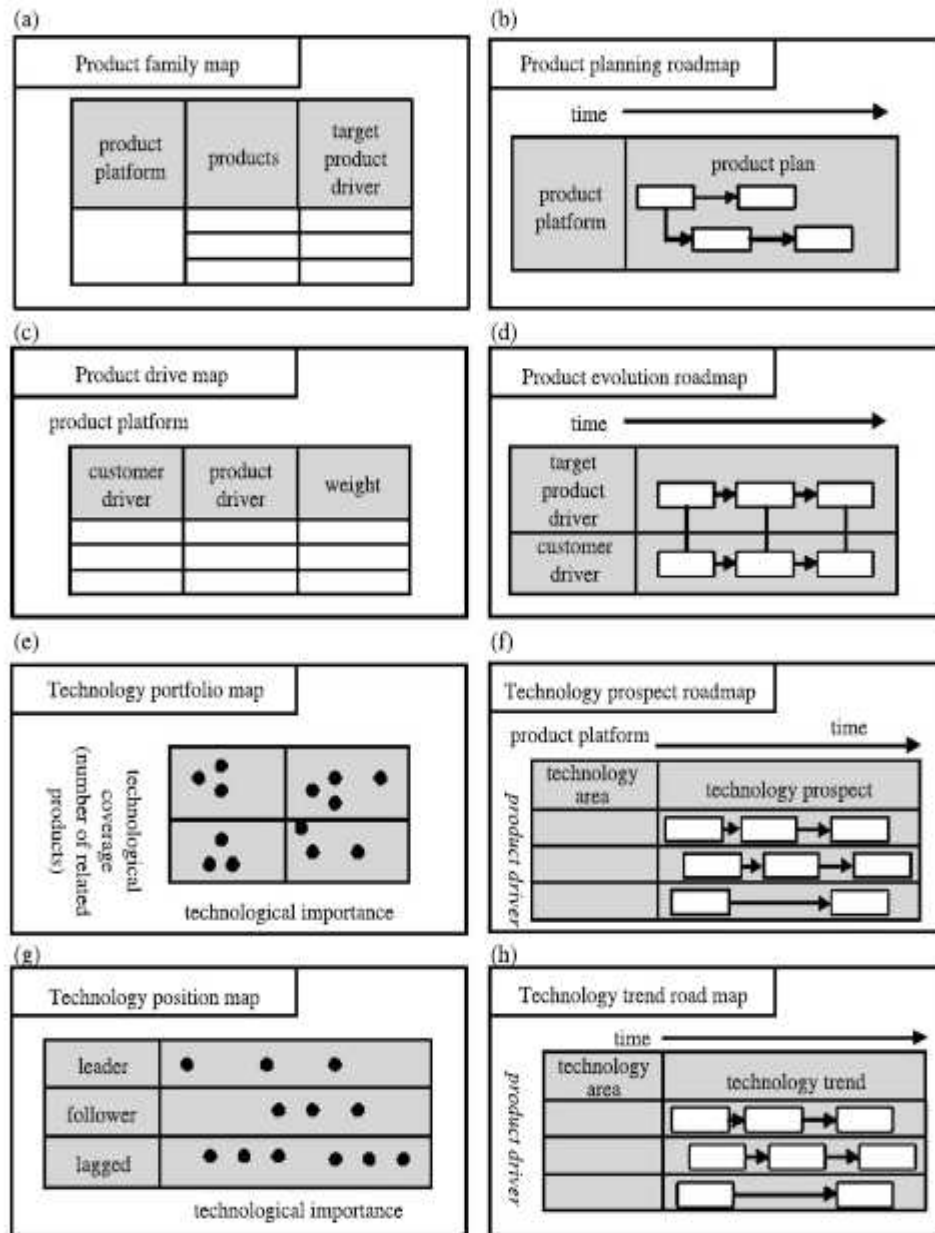 (a)
Product family map
product
platform
products
target
product
driver
(b)
Product planning roadmap
time
product
platform
product plan
(c)
Product drive map
product platform
customer
driver
product
driver
weight
(d)
Product evolution roadmap
time
target
product
driver
customer
driver
(e)
Technology portfolio map
technological
coverage
(number of related
products)
technological importance
(f)
Technology prospect roadmap
product platform
time
technology
area
technology prospect
product driver
(g)
Technology position map
leader
follower
lagged
technological importance
(h)
Technology trend road map
time
technology
area
technology trend
product driver